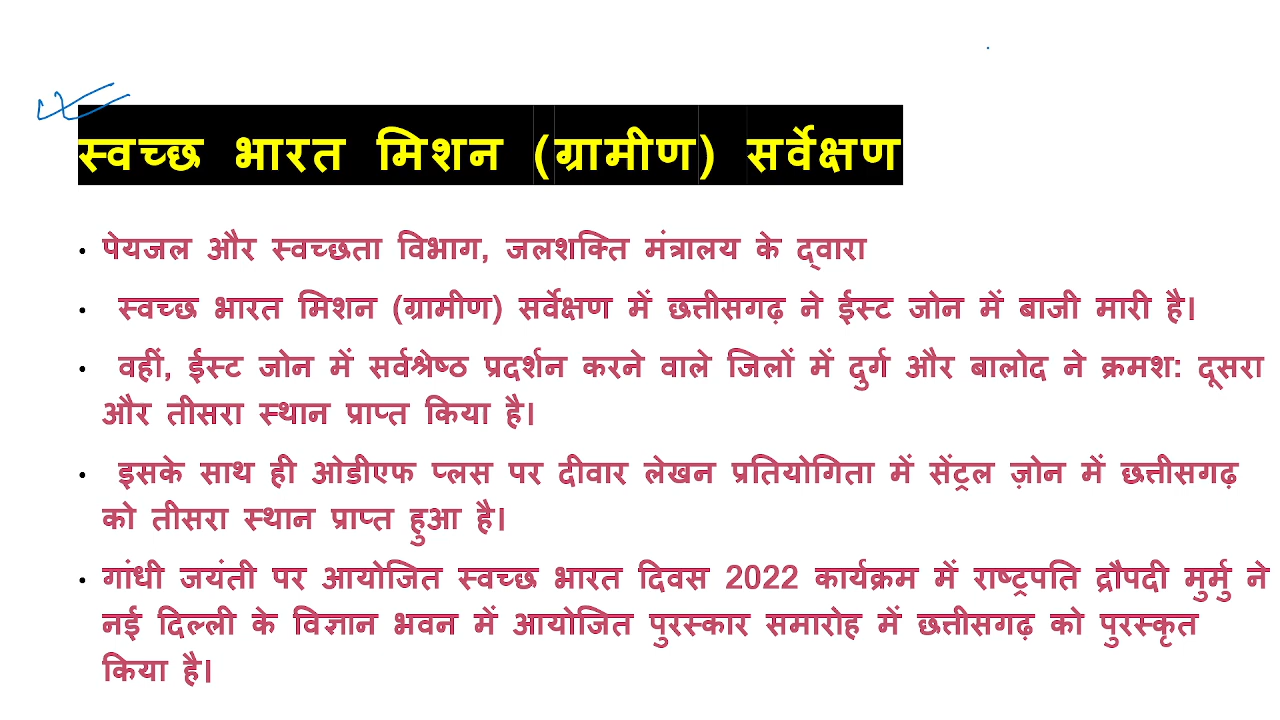 स्वच्छ भारत मिशन (ग्रामीण) सर्वेक्षण
• पेयजल और स्वच्छता विभाग, जलशक्ति मंत्रालय के द्वारा
• स्वच्छ भारत मिशन (ग्रामीण) सर्वेक्षण में छत्तीसगढ़ ने ईस्ट जोन में बाजी मारी है।
• वहीं, ईस्ट जोन में सर्वश्रेष्ठ प्रदर्शन करने वाले जिलों में दुर्ग और बालोद ने क्रमश: दूसरा
और तीसरा स्थान प्राप्त किया है।
• इसके साथ ही ओडीएफ प्लस पर दीवार लेखन प्रतियोगिता में सेंट्रल ज़ोन में छत्तीसगढ़
को तीसरा स्थान प्राप्त हुआ है।
• गांधी जयंती पर आयोजित स्वच्छ भारत दिवस 2022 कार्यक्रम में राष्ट्रपति द्रौपदी मुर्मु ने
नई दिल्ली के विज्ञान भवन में आयोजित पुरस्कार समारोह में छत्तीसगढ़ को पुरस्कृत
किया है।